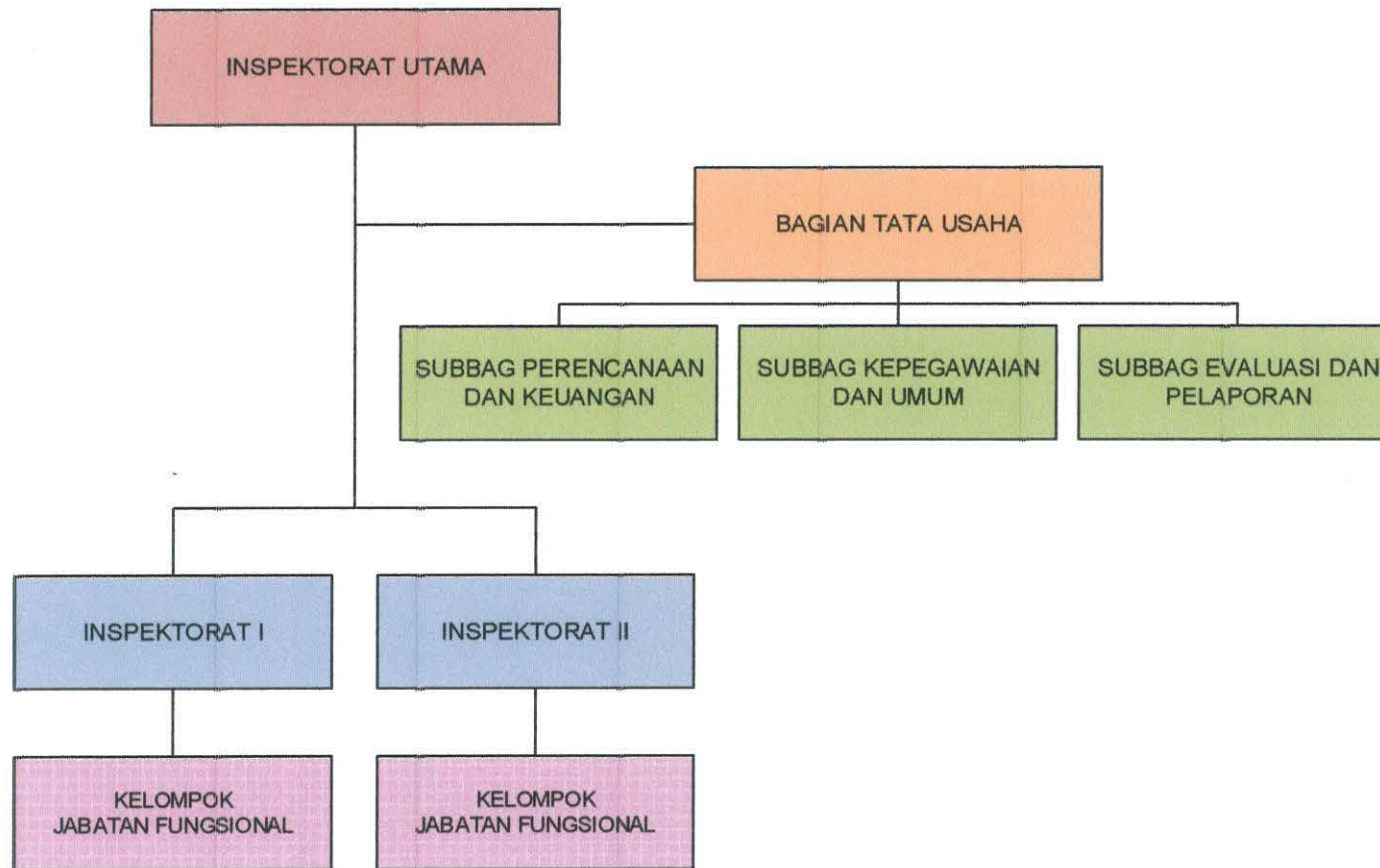 INSPEKTORAT UTAMA
BAGIAN TATA USAHA
SUBBAG PERENCANAAN
DAN KEUANGAN
SUBBAG KEPEGAWAIAN
DAN UMUM
SUBBAG EVALUASI DAN
PELAPORAN
INSPEKTORAT I
INSPEKTORAT II
KELOMPOK
JABATAN FUNGSIONAL
KELOMPOK
JABATAN FUNGSIONAL